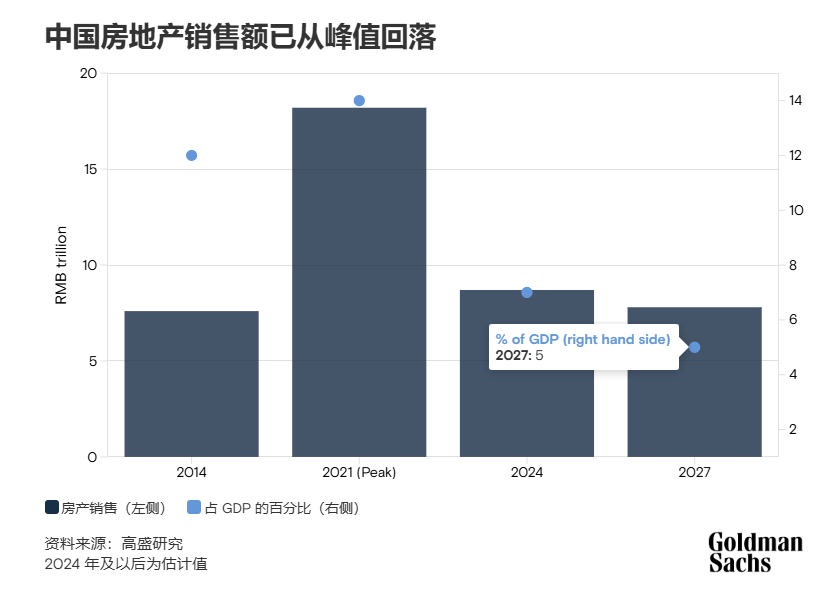 中国房地产销售额已从峰值回落
20
15
10
5
0
RMB trillion
14
12
10
8
6
4
2
% of GDP (right hand side)
2027: 5
2014
2021 (Peak)
2024
2027
房产销售（左侧）
占 GDP 的百分比（右侧）
资料来源：高盛研究
2024 年及以后为估计值
Goldman
Sachs